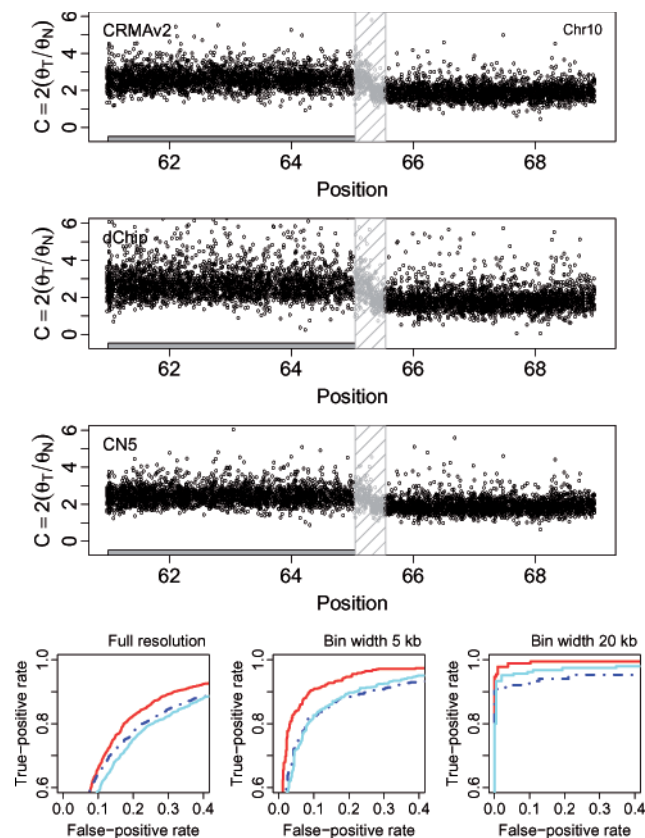 CRMAv2 Chr10
C = 2(θT/θN)
6
4
2
0
62 64 66 68
Position
dChip
C = 2(θT/θN)
6
4
2
0
62 64 66 68
Position
CN5
C = 2(θT/θN)
6
4
2
0
62 64 66 68
Position
Full resolution Bin width 5 kb Bin width 20 kb
True-positive rate
0.6 0.8 1.0
0.0 0.1 0.2 0.3 0.4
False-positive rate
True-positive rate
0.6 0.8 1.0
0.0 0.1 0.2 0.3 0.4
False-positive rate
True-positive rate
0.6 0.8 1.0
0.0 0.1 0.2 0.3 0.4
False-positive rate